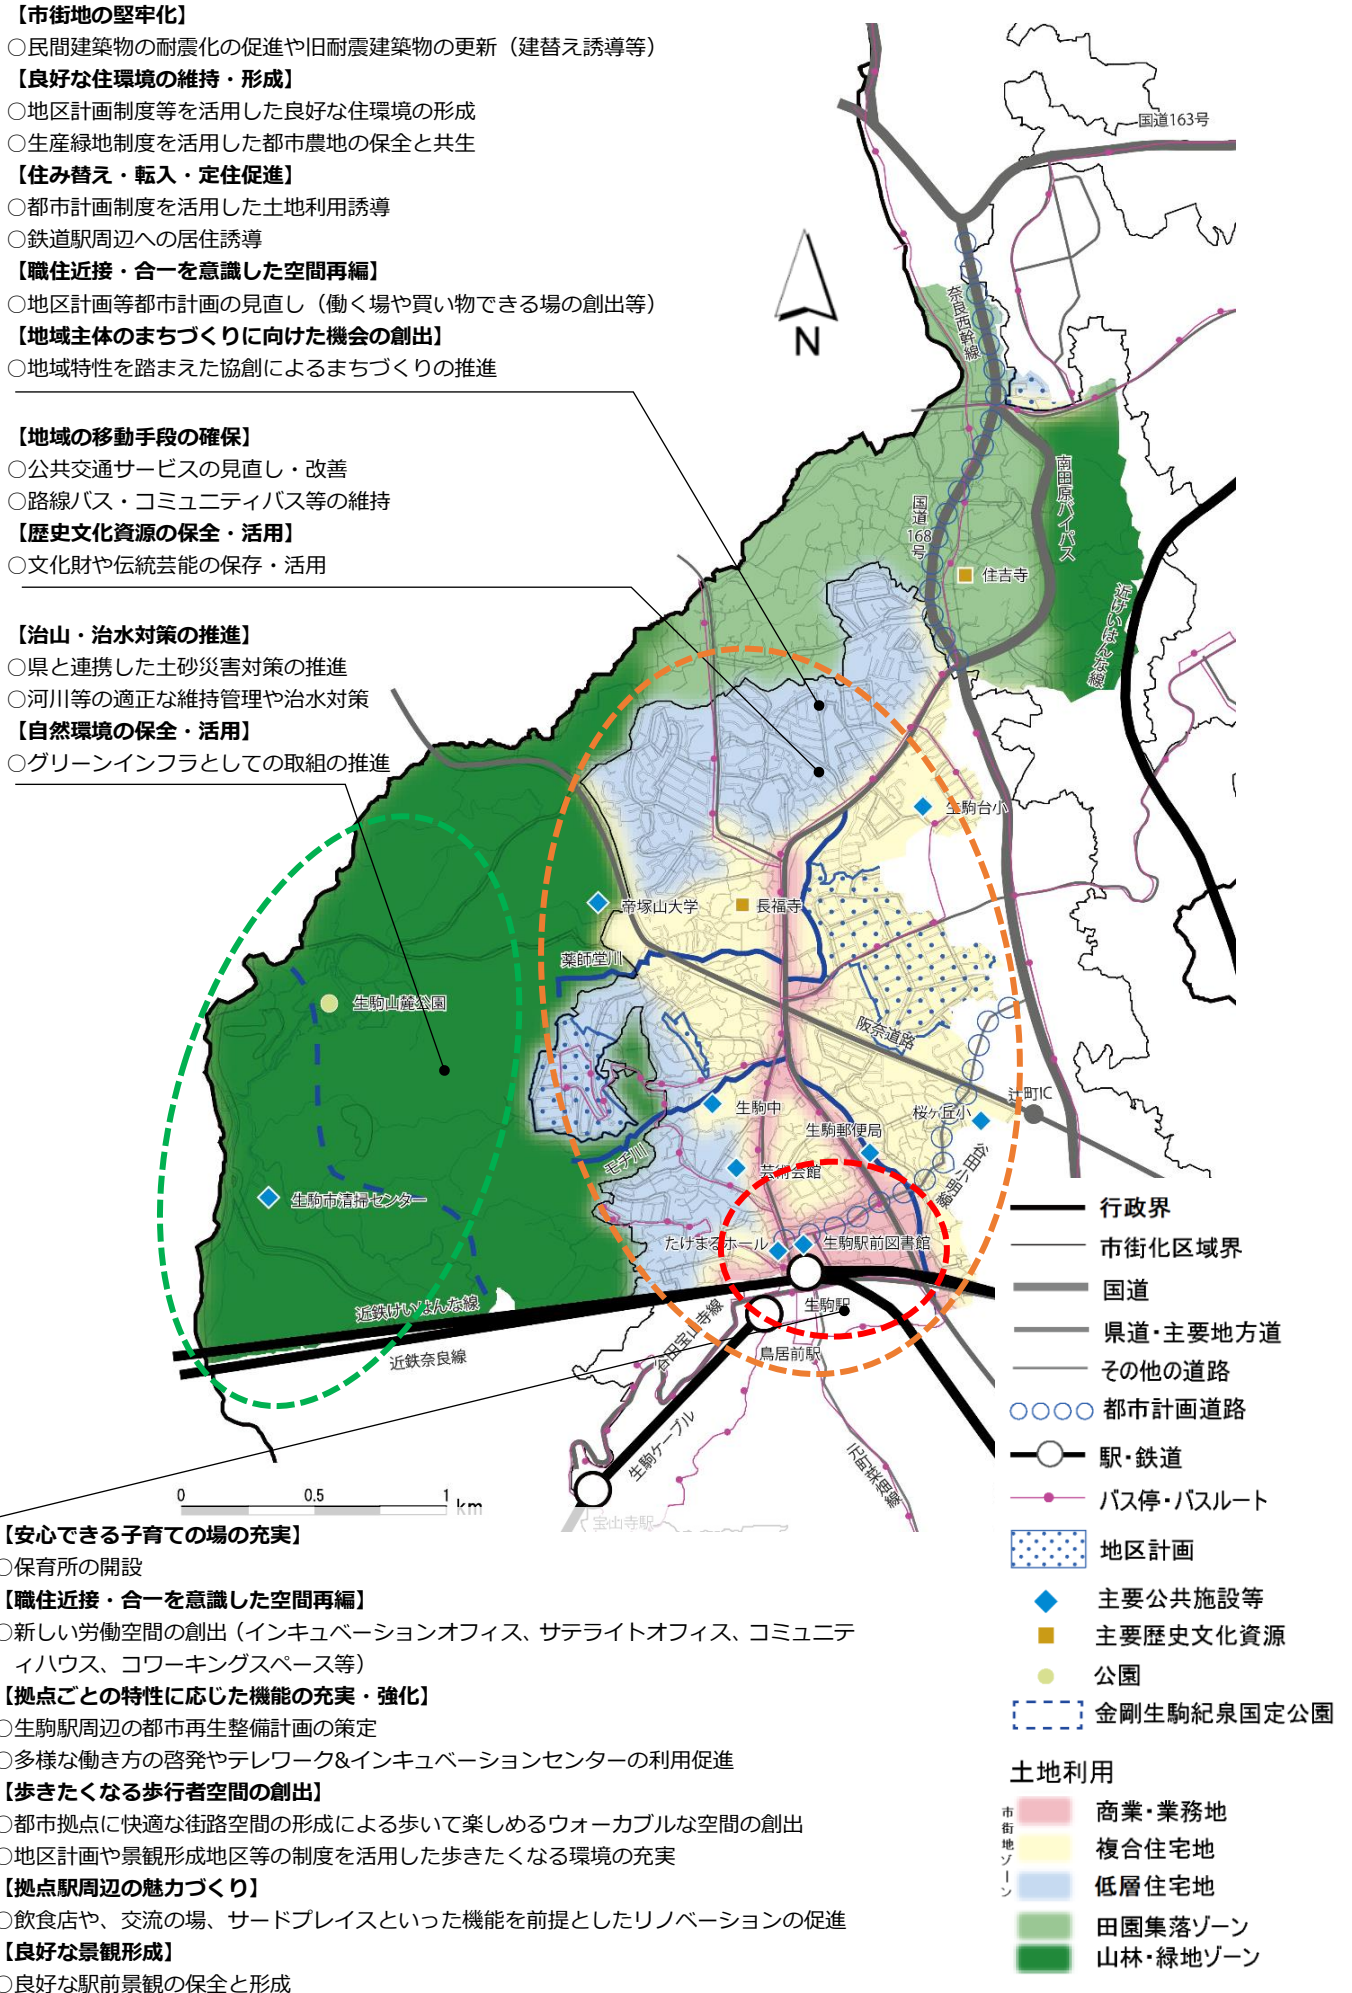 【市街地の堅牢化】
○民間建築物の耐震化の促進や旧耐震建築物の更新（建替え誘導等）
【良好な住環境の維持・形成】
○地区計画制度等を活用した良好な住環境の形成
○生産緑地制度を活用した都市農地の保全と共生
【住み替え・転入・定住促進】
○都市計画制度を活用した土地利用誘導
○鉄道駅周辺への居住誘導
【職住近接・合一を意識した空間再編】
○地区計画等都市計画の見直し（働く場や買い物できる場の創出等）
【地域主体のまちづくりに向けた機会の創出】
○地域特性を踏まえた協創によるまちづくりの推進
【地域の移動手段の確保】
○公共交通サービスの見直し・改善
○路線バス・コミュニティバス等の維持
【歴史文化資源の保全・活用】
○文化財や伝統芸能の保存・活用
【治山・治水対策の推進】
○県と連携した土砂災害対策の推進
○河川等の適正な維持管理や治水対策
【自然環境の保全・活用】
○グリーンインフラとしての取組の推進
国道163号
N
奈良西幹線
南田原バイパス
国道168号
住吉寺
近けいはんな線
生駒台小
帝塚山大学
長福寺
薬師堂川
生駒山麓公園
阪奈道路
辻町IC
生駒中
桜ヶ丘小
生駒郵便局
モチ川
芸術会館
谷田小明線
生駒市清掃センター
たけまるホール
生駒駅前図書館
近鉄けいはんな線
生駒駅
谷田宝山寺線
近鉄奈良線
鳥居前駅
生駒ケーブル
元町菜畑線
宝山寺駅
0 0.5 1 km
行政界
市街化区域界
国道
県道・主要地方道
その他の道路
都市計画道路
駅・鉄道
バス停・バスルート
地区計画
主要公共施設等
主要歴史文化資源
公園
金剛生駒紀泉国定公園
土地利用
市街地ゾーン
商業・業務地
複合住宅地
低層住宅地
田園集落ゾーン
山林・緑地ゾーン
【安心できる子育ての場の充実】
○保育所の開設
【職住近接・合一を意識した空間再編】
○新しい労働空間の創出（インキュベーションオフィス、サテライトオフィス、コミュニテ
ィハウス、コワーキングスペース等）
【拠点ごとの特性に応じた機能の充実・強化】
○生駒駅周辺の都市再生整備計画の策定
○多様な働き方の啓発やテレワーク&インキュベーションセンターの利用促進
【歩きたくなる歩行者空間の創出】
○都市拠点に快適な街路空間の形成による歩いて楽しめるウォーカブルな空間の創出
○地区計画や景観形成地区等の制度を活用した歩きたくなる環境の充実
【拠点駅周辺の魅力づくり】
○飲食店や、交流の場、サードプレイスといった機能を前提としたリノベーションの促進
【良好な景観形成】
○良好な駅前景観の保全と形成